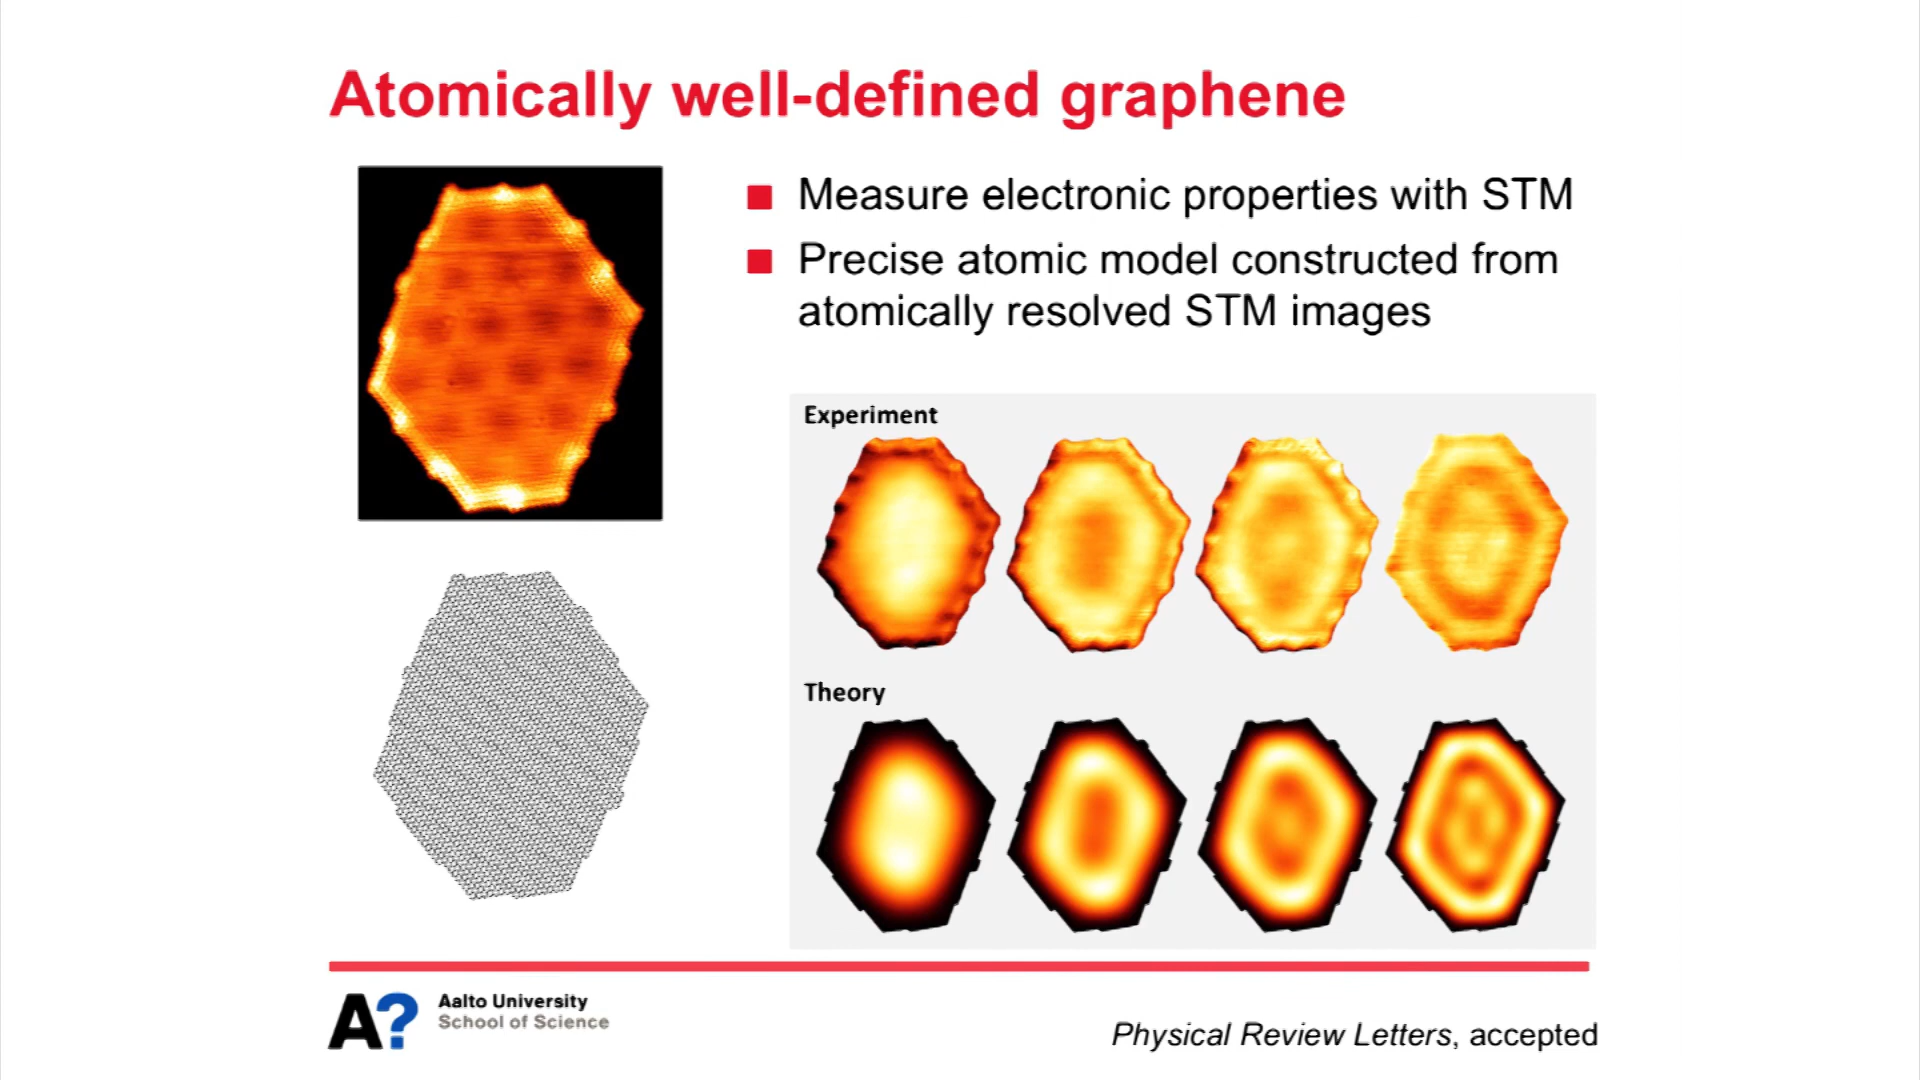 Atomically well-defined graphene
Measure electronic properties with STM
Precise atomic model constructed from
atomically resolved STM images
Experiment
Theory
A?
Aalto University
School of Science
Physical Review Letters, accepted